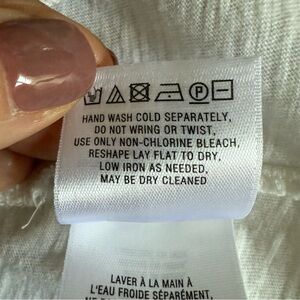 P
HAND WASH COLD SEPARATELY,
DO NOT WRING OR TWIST,
USE ONLY NON-CHLORINE BLEACH,
RESHAPE LAY FLAT TO DRY,
LOW IRON AS NEEDED,
MAY BE DRY CLEANED
LAVER À LA MAIN À
L'EAU FROIDE SÉPARÉMENT,